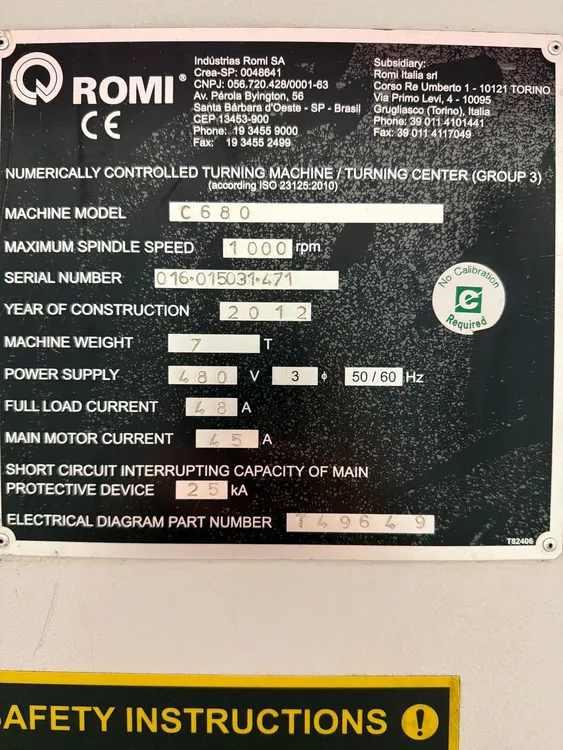 ROMI®
CE
Indústrias Romi SA
Crea-SP: 0048641
CNPJ: 056.720.428/0001-63
Av. Pérola Byington, 56
Santa Bárbara d'Oeste - SP - Brasil
CEP 13453-900
Phone: 19 3455 9000
Fax: 19 3455 2499
Subsidiary:
Romi Italia srl
Corso Re Umberto 1 - 10121 TORINO
Via Primo Levi, 4 - 10095
Grugliasco (Torino), Italia
Phone: 39 011 4101441
Fax: 39 011 4117049
NUMERICALLY CONTROLLED TURNING MACHINE / TURNING CENTER (GROUP 3)
(according ISO 23125:2010)
MACHINE MODEL C680
MAXIMUM SPINDLE SPEED 1000 rpm
SERIAL NUMBER 016·015031·471
YEAR OF CONSTRUCTION 2012
MACHINE WEIGHT 7 T
POWER SUPPLY 480 V 3 ϕ 50 / 60 Hz
FULL LOAD CURRENT 48 A
MAIN MOTOR CURRENT 45 A
SHORT CIRCUIT INTERRUPTING CAPACITY OF MAIN
PROTECTIVE DEVICE 25 kA
ELECTRICAL DIAGRAM PART NUMBER T49649
T82406
No Calibration
Required
SAFETY INSTRUCTIONS !